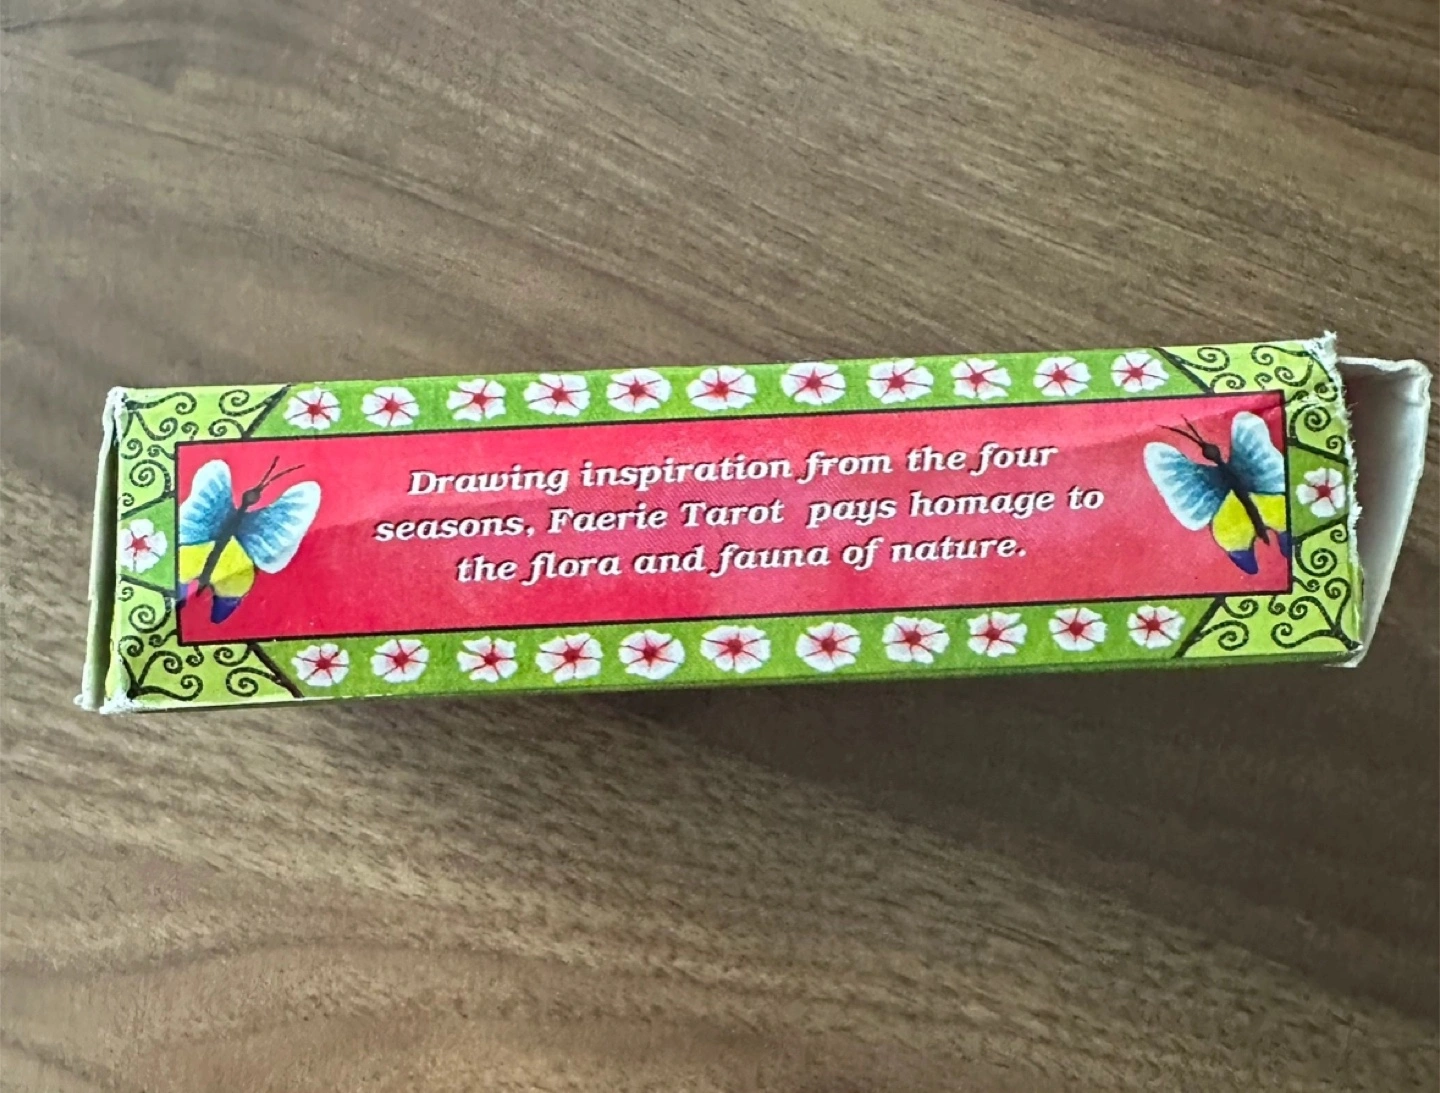 Drawing inspiration from the four
seasons, Faerie Tarot pays homage to
the flora and fauna of nature.